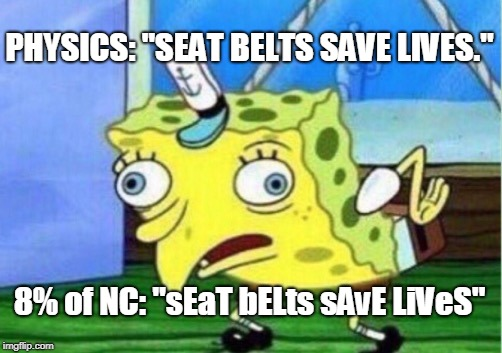 PHYSICS: "SEAT BELTS SAVE LIVES."
8% of NC: "sEaT bELts sAvE LiVeS"
imgflip.com